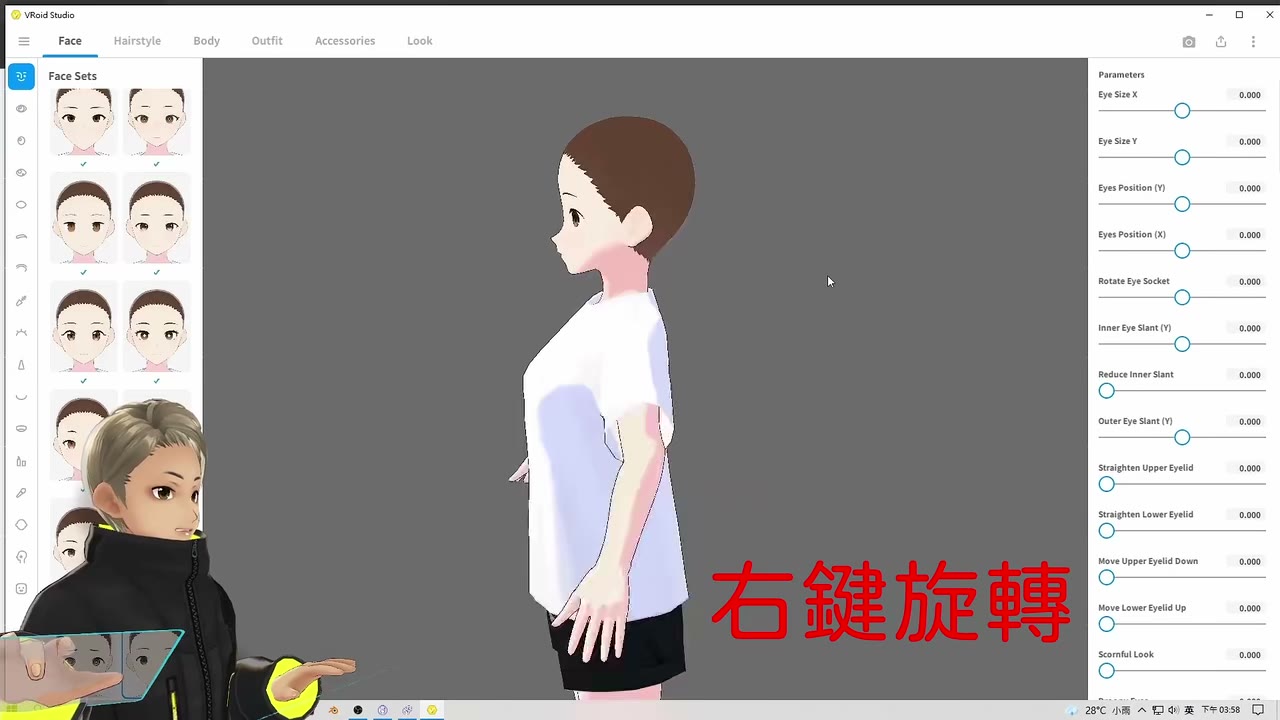 VRoid Studio
Face
Hairstyle
Body
Outfit
Accessories
Look
Face Sets
Parameters
Eye Size X 0.000
Eye Size Y 0.000
Eyes Position (Y) 0.000
Eyes Position (X) 0.000
Rotate Eye Socket 0.000
Inner Eye Slant (Y) 0.000
Reduce Inner Slant 0.000
Outer Eye Slant (Y) 0.000
Straighten Upper Eyelid 0.000
Straighten Lower Eyelid 0.000
Move Upper Eyelid Down 0.000
Move Lower Eyelid Up 0.000
Scornful Look 0.000
右鍵旋轉
28°C 小雨 英 下午 03:58